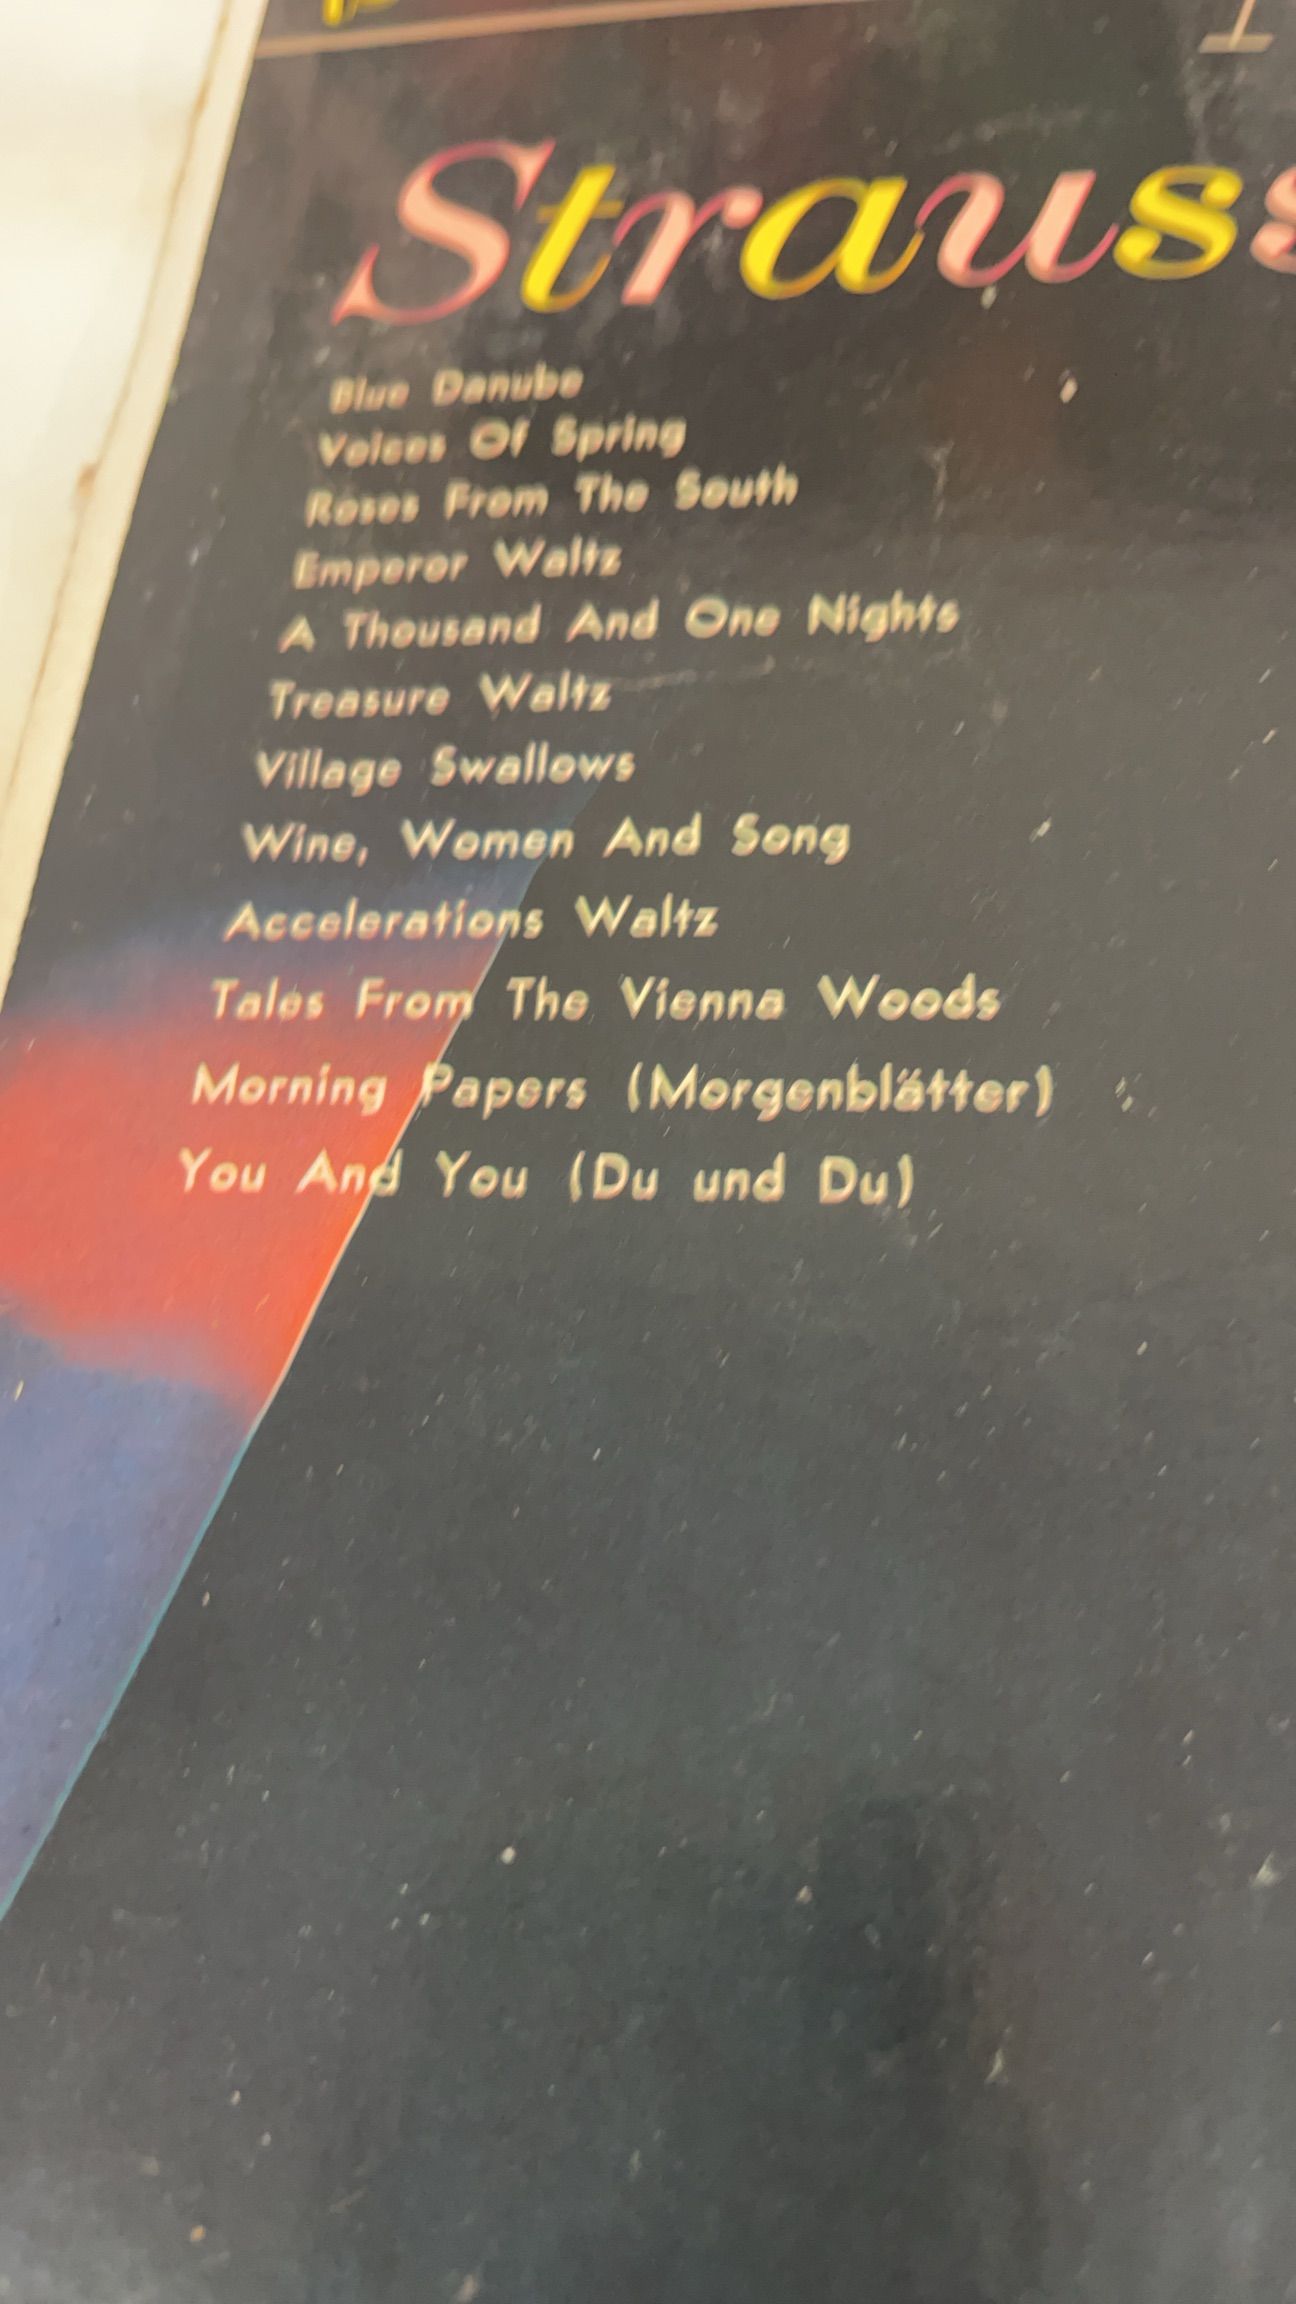 Strauss
Blue Danube
Voices Of Spring
Roses From The South
Emperor Waltz
A Thousand And One Nights
Treasure Waltz
Village Swallows
Wine, Women And Song
Accelerations Waltz
Tales From The Vienna Woods
Morning Papers (Morgenblätter)
You And You (Du und Du)